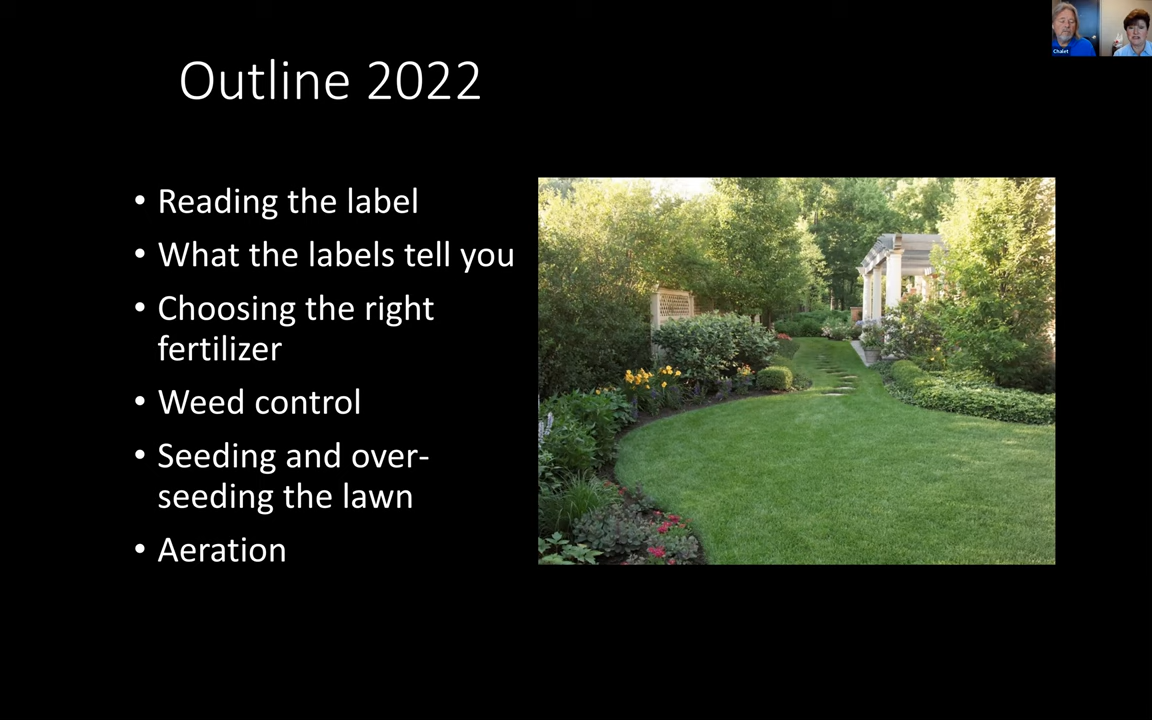 Outline 2022
• Reading the label
• What the labels tell you
• Choosing the right
fertilizer
• Weed control
• Seeding and over-
seeding the lawn
• Aeration
Chalet